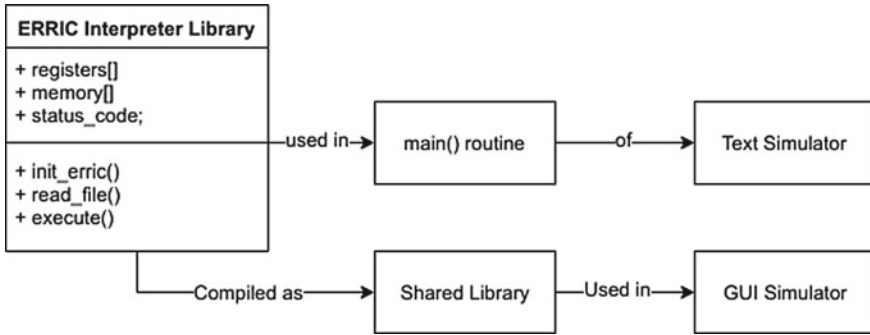 ERRIC Interpreter Library
+ registers[]
+ memory[]
+ status_code;
+ init_erric()
+ read_file()
+ execute()
used in
main() routine
of
Text Simulator
Compiled as
Shared Library
Used in
GUI Simulator